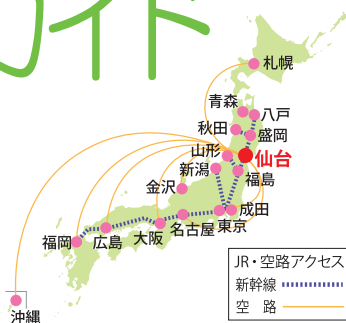 ガイド
札幌
青森
八戸
秋田
盛岡
山形
仙台
新潟
福島
金沢
成田
福岡
広島
大阪
名古屋
東京
沖縄
JR・空路アクセス
新幹線
空 路